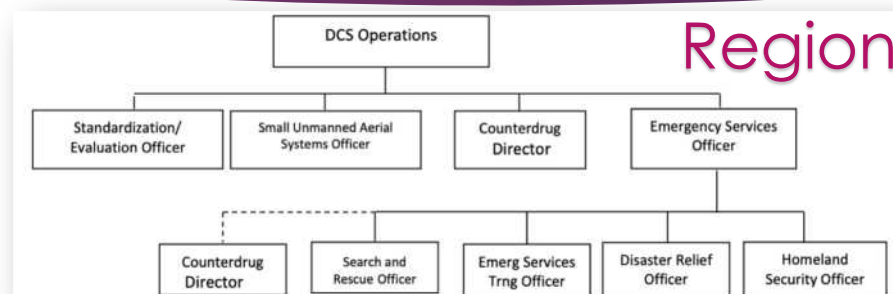 Region
DCS Operations
Standardization/
Evaluation Officer
Small Unmanned Aerial
Systems Officer
Counterdrug
Director
Emergency Services
Officer
Counterdrug
Director
Search and
Rescue Officer
Emerg Services
Trng Officer
Disaster Relief
Officer
Homeland
Security Officer